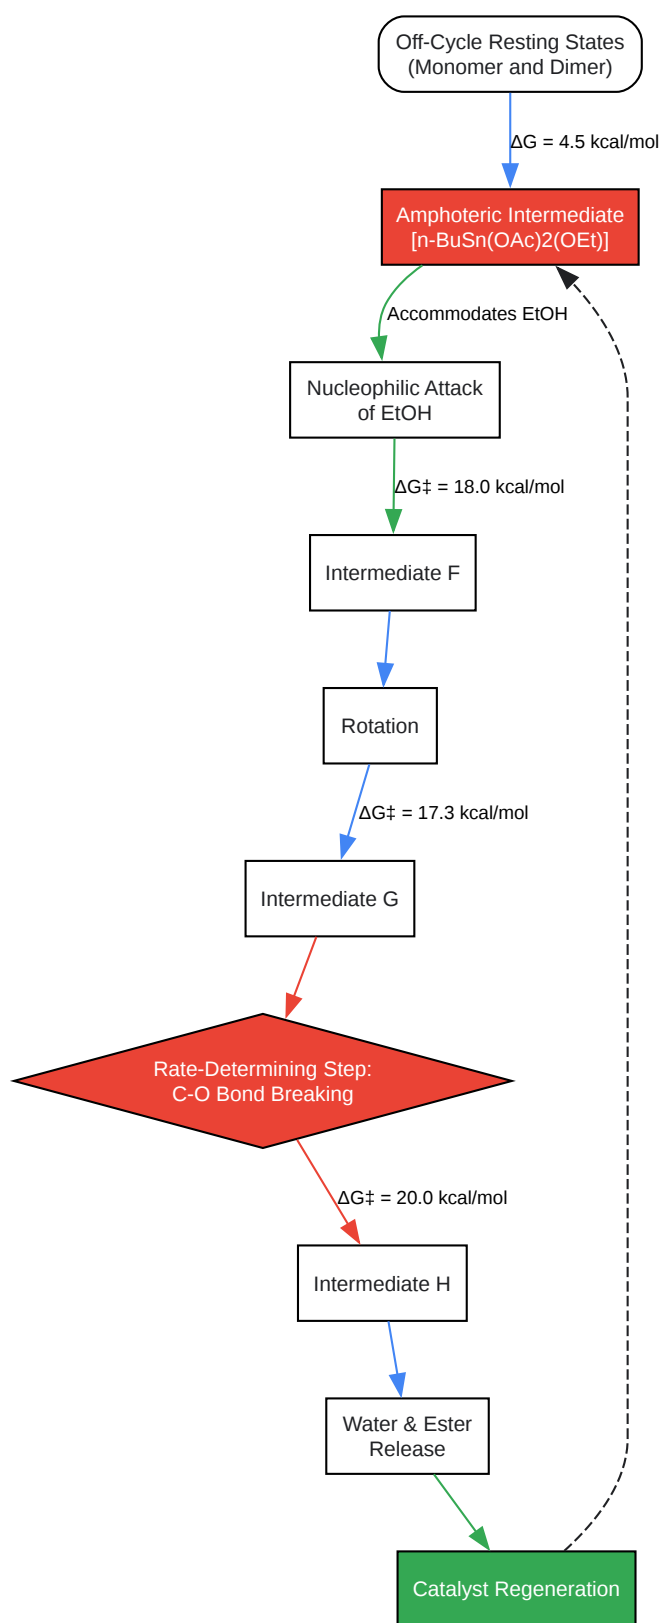 Off-Cycle Resting States
(Monomer and Dimer)
ΔG = 4.5 kcal/mol
Amphoteric Intermediate
[n-BuSn(OAc)2(OEt)]
Accommodates EtOH
Nucleophilic Attack
of EtOH
ΔG‡ = 18.0 kcal/mol
Intermediate F
Rotation
ΔG‡ = 17.3 kcal/mol
Intermediate G
Rate-Determining Step:
C-O Bond Breaking
ΔG‡ = 20.0 kcal/mol
Intermediate H
Water & Ester
Release
Catalyst Regeneration